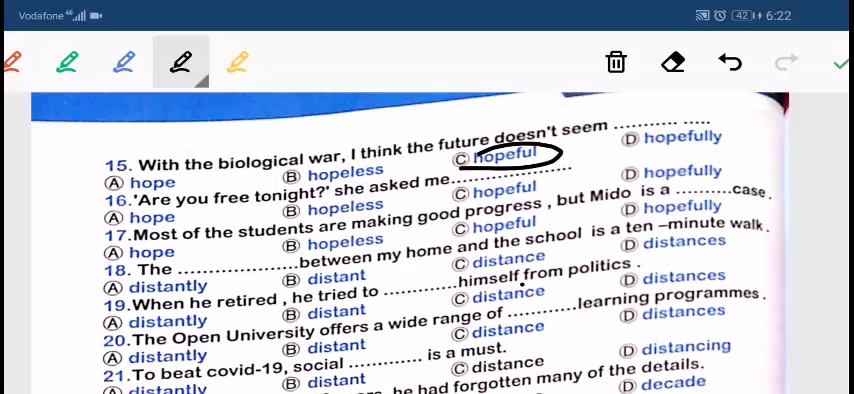 Vodafone 4G 42 6:22
15. With the biological war, I think the future doesn't seem .................
A hope B hopeless C hopeful D hopefully
16.'Are you free tonight?' she asked me.......................
A hope B hopeless C hopeful D hopefully
17.Most of the students are making good progress , but Mido is a ..........case.
A hope B hopeless C hopeful D hopefully
18. The ......................between my home and the school is a ten –minute walk.
A distantly B distant C distance D distances
19.When he retired , he tried to .............himself from politics .
A distantly B distant C distance D distances
20.The Open University offers a wide range of ............learning programmes.
A distantly B distant C distance D distances
21.To beat covid-19, social ............. is a must.
A distantly B distant C distance D distancing
he had forgotten many of the details.
D decade